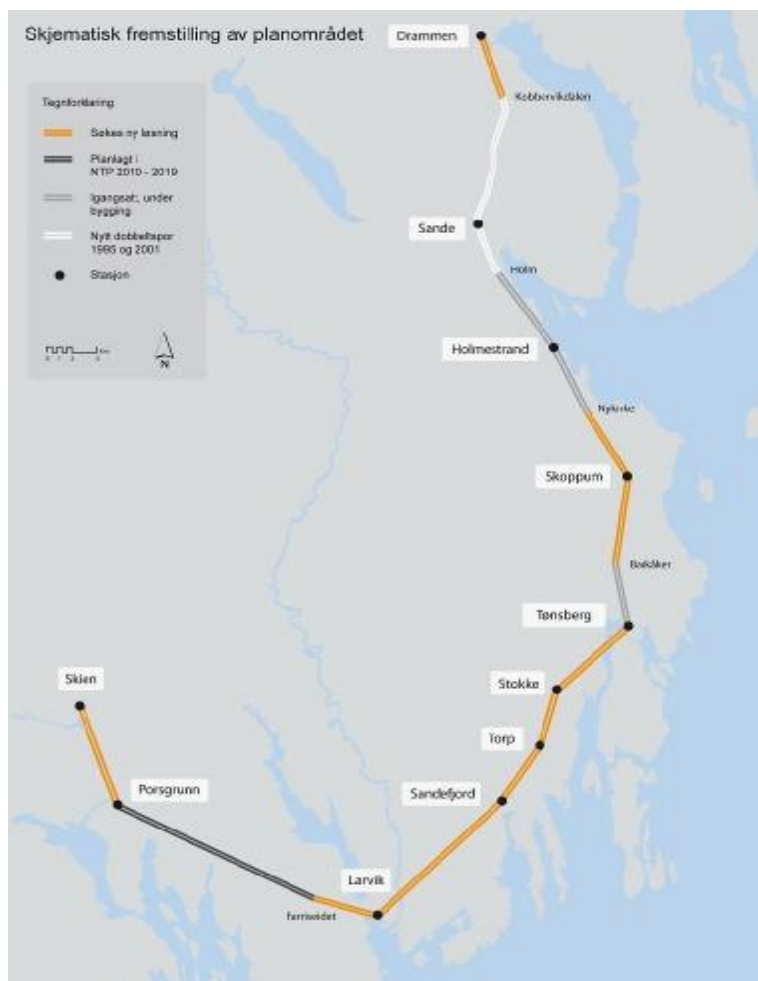 Skjematisk fremstilling av planområdet
Tegnforklaring
Søkes ny løsning
Planlagt i
NTP 2010 - 2019
Igangsatt, under
bygging
Nytt dobbeltspor
1995 og 2001
Stasjon
Km
N
Drammen
Kobbervikdalen
Sande
Holm
Holmestrand
Nykirke
Skoppum
Barkåker
Tønsberg
Stokke
Torp
Sandefjord
Skien
Porsgrunn
Larvik
Farriseidet